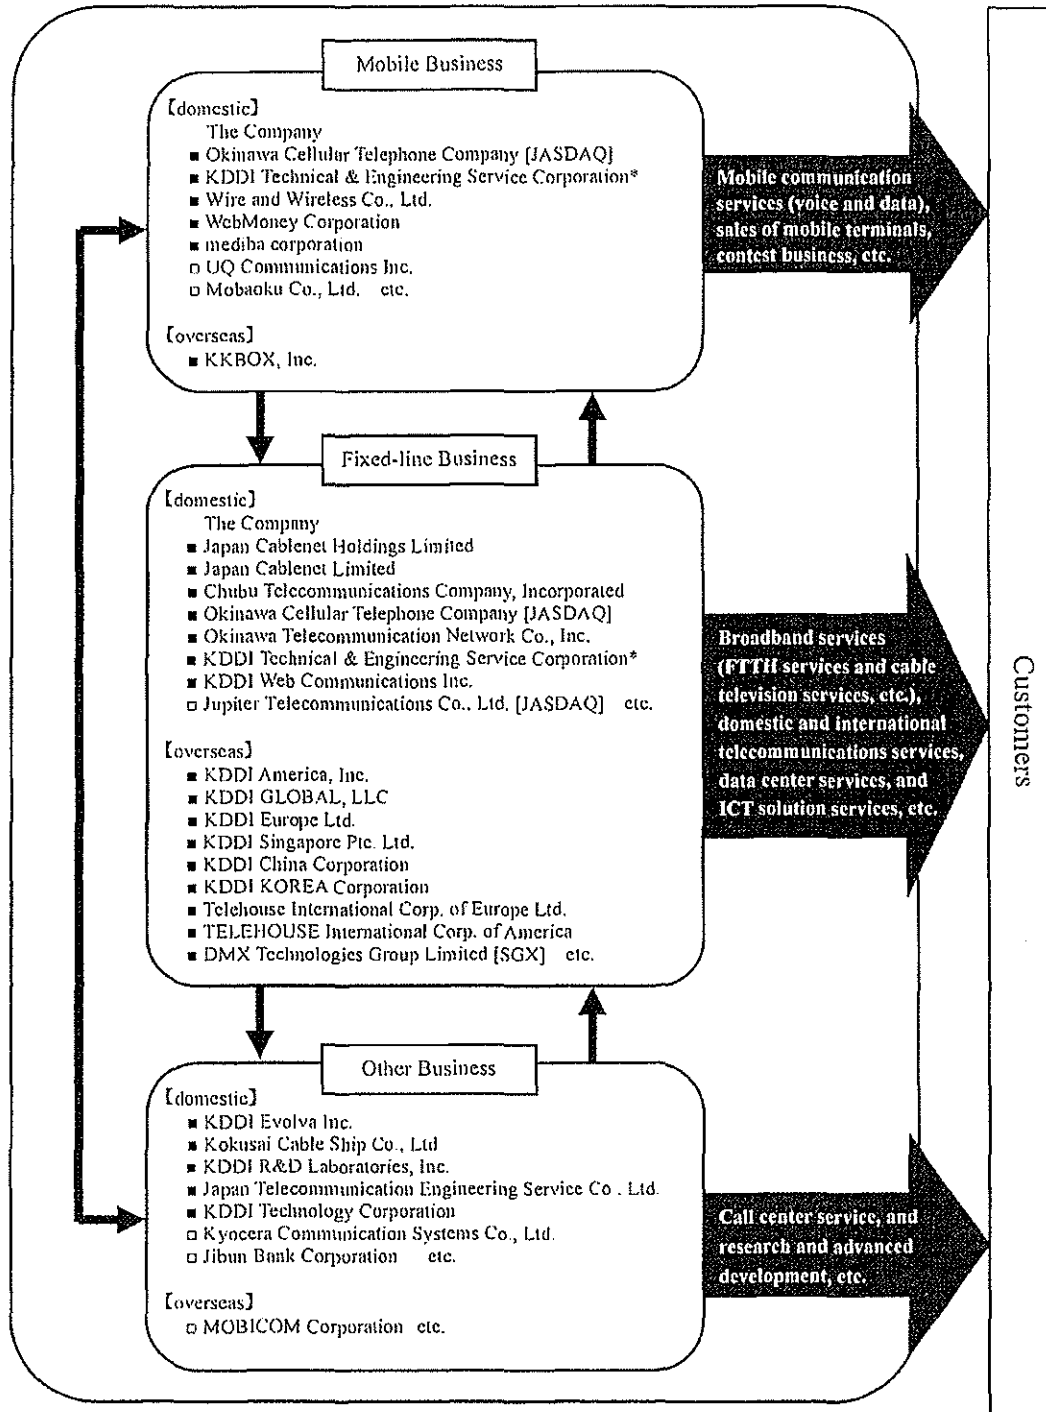 Mobile Business
【domestic】
The Company
■ Okinawa Cellular Telephone Company [JASDAQ]
■ KDDI Technical & Engineering Service Corporation*
■ Wire and Wireless Co., Ltd.
■ WebMoney Corporation
■ mediba corporation
□ UQ Communications Inc.
□ Mobaoku Co., Ltd. etc.
【overseas】
■ KKBOX, Inc.
Mobile communication
services (voice and data),
sales of mobile terminals,
contest business, etc.
Fixed-line Business
【domestic】
The Company
■ Japan Cablenet Holdings Limited
■ Japan Cablenet Limited
■ Chubu Telecommunications Company, Incorporated
■ Okinawa Cellular Telephone Company [JASDAQ]
■ Okinawa Telecommunication Network Co., Inc.
■ KDDI Technical & Engineering Service Corporation*
■ KDDI Web Communications Inc.
□ Jupiter Telecommunications Co., Ltd. [JASDAQ] etc.
【overseas】
■ KDDI America, Inc.
■ KDDI GLOBAL, LLC
■ KDDI Europe Ltd.
■ KDDI Singapore Pte. Ltd.
■ KDDI China Corporation
■ KDDI KOREA Corporation
■ Telehouse International Corp. of Europe Ltd.
■ TELEHOUSE International Corp. of America
■ DMX Technologies Group Limited [SGX] etc.
Broadband services
(FTTH services and cable
television services, etc.),
domestic and international
telecommunications services,
data center services, and
ICT solution services, etc.
Other Business
【domestic】
■ KDDI Evolva Inc.
■ Kokusai Cable Ship Co., Ltd
■ KDDI R&D Laboratories, Inc.
■ Japan Telecommunication Engineering Service Co . Ltd.
■ KDDI Technology Corporation
□ Kyocera Communication Systems Co., Ltd.
□ Jibun Bank Corporation etc.
【overseas】
□ MOBICOM Corporation etc.
Call center service, and
research and advanced
development, etc.
Customers